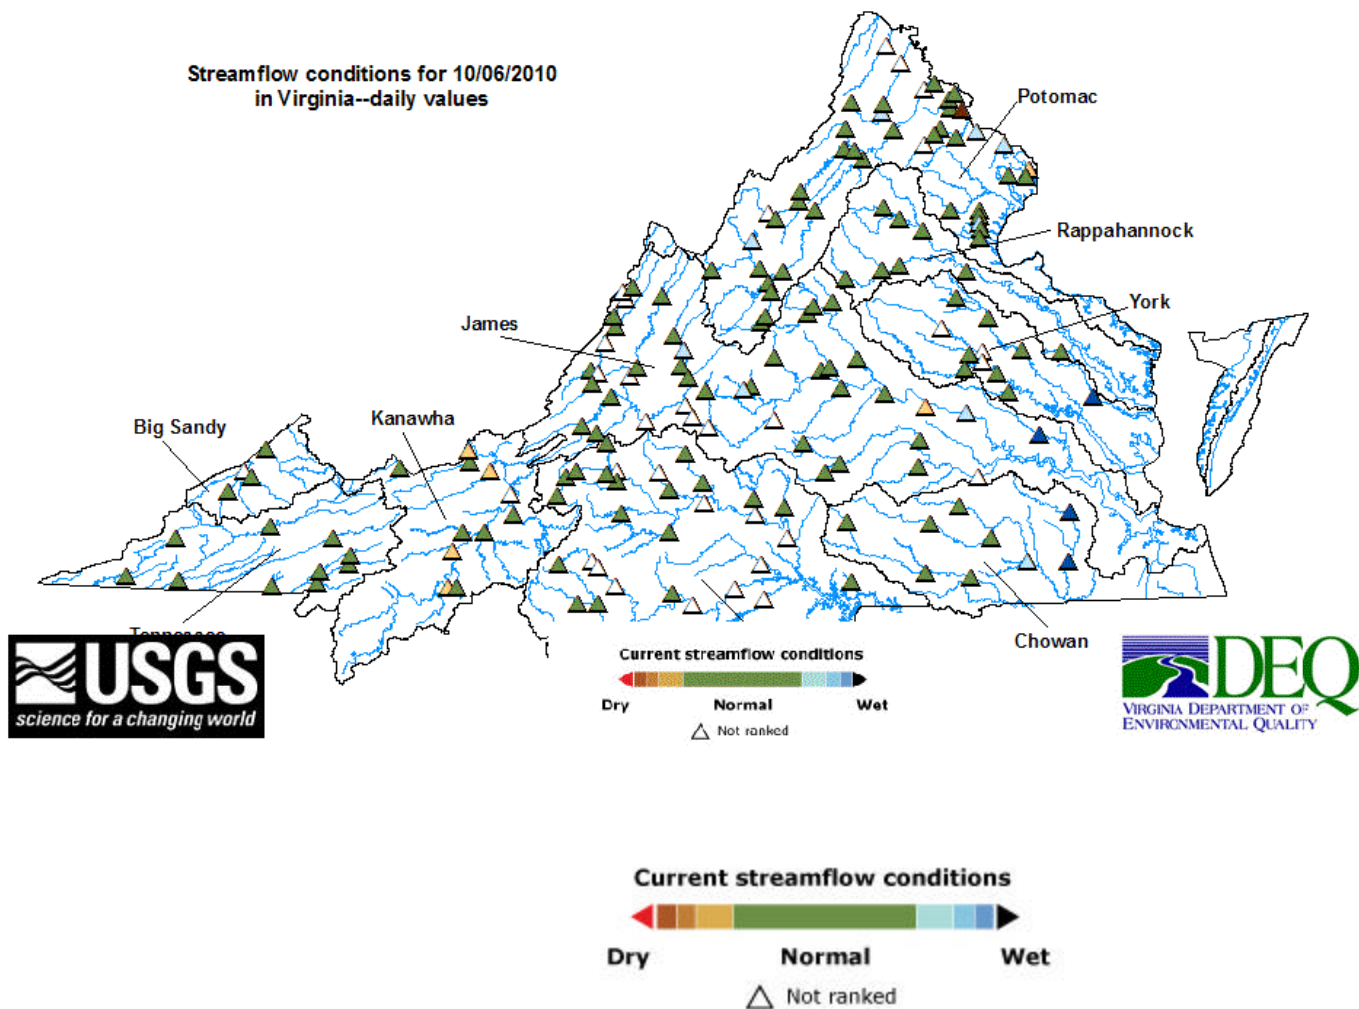 Streamflow conditions for 10/06/2010
in Virginia--daily values
Potomac
Rappahannock
York
James
Kanawha
Big Sandy
Tennessee
Chowan
USGS
science for a changing world
Current streamflow conditions
Dry Normal Wet
Not ranked
DEQ
VIRGINIA DEPARTMENT OF
ENVIRONMENTAL QUALITY
Current streamflow conditions
Dry Normal Wet
Not ranked